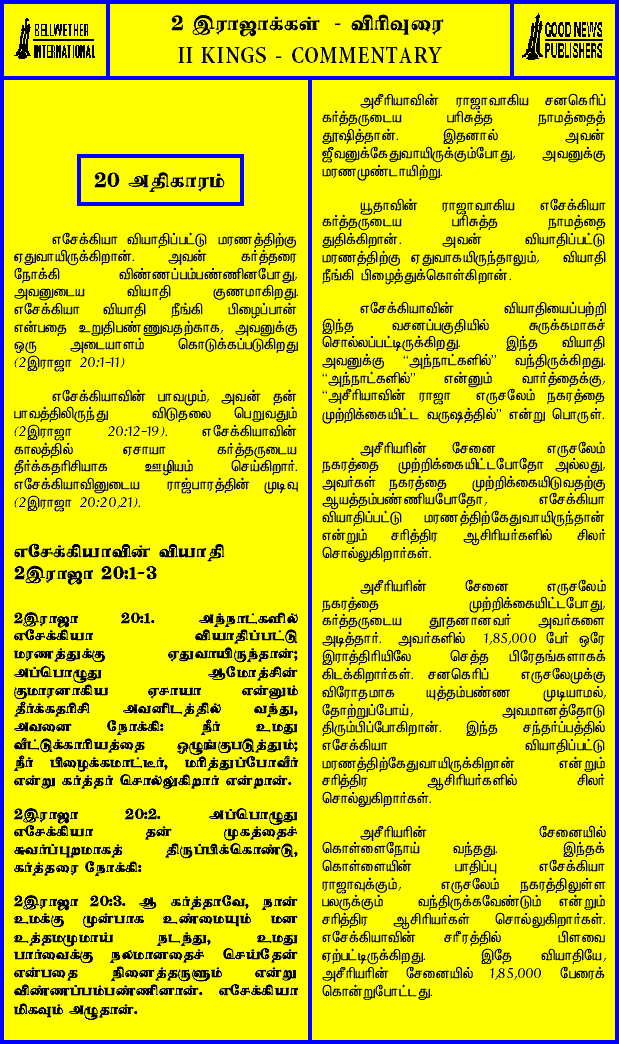 BELLWETHER
INTERNATIONAL
2 இராஜாக்கள் - விரிவுரை
II KINGS - COMMENTARY
GOOD NEWS
PUBLISHERS
20 அதிகாரம்
எசேக்கியா வியாதிப்பட்டு மரணத்திற்கு
ஏதுவாயிருக்கிறான். அவன் கர்த்தரை
நோக்கி விண்ணப்பம்பண்ணினபோது,
அவனுடைய வியாதி குணமாகிறது.
எசேக்கியா வியாதி நீங்கி பிழைப்பான்
என்பதை உறுதிபண்ணுவதற்காக, அவனுக்கு
ஒரு அடையாளம் கொடுக்கப்படுகிறது
(2இராஜா 20:1-11)
எசேக்கியாவின் பாவமும், அவன் தன்
பாவத்திலிருந்து விடுதலை பெறுவதும்
(2இராஜா 20:12-19). எசேக்கியாவின்
காலத்தில் ஏசாயா கர்த்தருடைய
தீர்க்கதரிசியாக ஊழியம் செய்கிறார்.
எசேக்கியாவினுடைய ராஜ்பாரத்தின் முடிவு
(2இராஜா 20:20,21).
எசேக்கியாவின் வியாதி
2இராஜா 20:1-3
2இராஜா 20:1. அந்நாட்களில்
எசேக்கியா வியாதிப்பட்டு
மரணத்துக்கு ஏதுவாயிருந்தான்;
அப்பொழுது ஆமோத்சின்
குமாரனாகிய ஏசாயா என்னும்
தீர்க்கதரிசி அவனிடத்தில் வந்து,
அவனை நோக்கி: நீர் உமது
வீட்டுக்காரியத்தை ஒழுங்குபடுத்தும்;
நீர் பிழைக்கமாட்டீர், மரித்துப்போவீர்
என்று கர்த்தர் சொல்லுகிறார் என்றான்.
2இராஜா 20:2. அப்பொழுது
எசேக்கியா தன் முகத்தைச்
சுவர்ப்புறமாகத் திருப்பிக்கொண்டு,
கர்த்தரை நோக்கி:
2இராஜா 20:3. ஆ கர்த்தாவே, நான்
உமக்கு முன்பாக உண்மையும் மன
உத்தமமுமாய் நடந்து, உமது
பார்வைக்கு நலமானதைச் செய்தேன்
என்பதை நினைத்தருளும் என்று
விண்ணப்பம்பண்ணினான். எசேக்கியா
மிகவும் அழுதான்.
அசீரியாவின் ராஜாவாகிய சனகெரிப்
கர்த்தருடைய பரிசுத்த நாமத்தைத்
தூஷித்தான். இதனால் அவன்
ஜீவனுக்கேதுவாயிருக்கும்போது, அவனுக்கு
மரணமுண்டாயிற்று.
யூதாவின் ராஜாவாகிய எசேக்கியா
கர்த்தருடைய பரிசுத்த நாமத்தை
துதிக்கிறான். அவன் வியாதிப்பட்டு
மரணத்திற்கு ஏதுவாகயிருந்தாலும், வியாதி
நீங்கி பிழைத்துக்கொள்கிறான்.
எசேக்கியாவின் வியாதியைப்பற்றி
இந்த வசனப்பகுதியில் சுருக்கமாகச்
சொல்லப்பட்டிருக்கிறது. இந்த வியாதி
அவனுக்கு "அந்நாட்களில்" வந்திருக்கிறது.
"அந்நாட்களில்" என்னும் வார்த்தைக்கு,
"அசீரியாவின் ராஜா எருசலேம் நகரத்தை
முற்றிக்கையிட்ட வருஷத்தில்" என்று பொருள்.
அசீரியரின் சேனை எருசலேம்
நகரத்தை முற்றிக்கையிட்டபோதோ அல்லது,
அவர்கள் நகரத்தை முற்றிக்கையிடுவதற்கு
ஆயத்தம்பண்ணியபோதோ, எசேக்கியா
வியாதிப்பட்டு மரணத்திற்கேதுவாயிருந்தான்
என்றும் சரித்திர ஆசிரியர்களில் சிலர்
சொல்லுகிறார்கள்.
அசீரியரின் சேனை எருசலேம்
நகரத்தை முற்றிக்கையிட்டபோது,
கர்த்தருடைய தூதனானவர் அவர்களை
அடித்தார். அவர்களில் 1,85,000 பேர் ஒரே
இராத்திரியிலே செத்த பிரேதங்களாகக்
கிடக்கிறார்கள். சனகெரிப் எருசலேமுக்கு
விரோதமாக யுத்தம்பண்ண முடியாமல்,
தோற்றுப்போய், அவமானத்தோடு
திரும்பிப்போகிறான். இந்த சந்தர்ப்பத்தில்
எசேக்கியா வியாதிப்பட்டு
மரணத்திற்கேதுவாயிருக்கிறான் என்றும்
சரித்திர ஆசிரியர்களில் சிலர்
சொல்லுகிறார்கள்.
அசீரியரின் சேனையில்
கொள்ளைநோய் வந்தது. இந்தக்
கொள்ளையின் பாதிப்பு எசேக்கியா
ராஜாவுக்கும், எருசலேம் நகரத்திலுள்ள
பலருக்கும் வந்திருக்கவேண்டும் என்றும்
சரித்திர ஆசிரியர்கள் சொல்லுகிறார்கள்.
எசேக்கியாவின் சரீரத்தில் பிளவை
ஏற்பட்டிருக்கிறது. இதே வியாதியே,
அசீரியரின் சேனையில் 1,85,000 பேரைக்
கொன்றுபோட்டது.